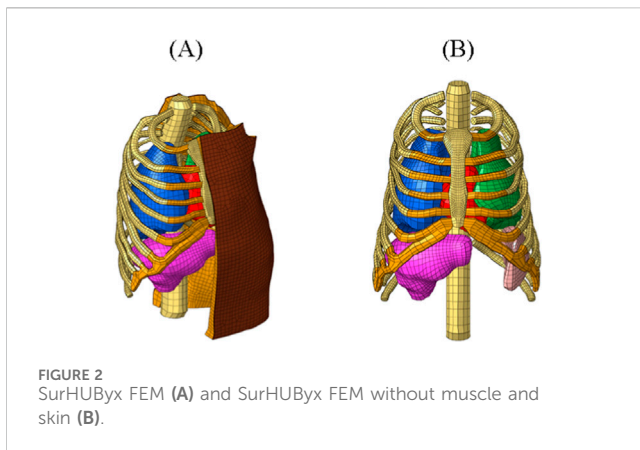 (A) (B)
FIGURE 2
SurHUByx FEM (A) and SurHUByx FEM without muscle and
skin (B).